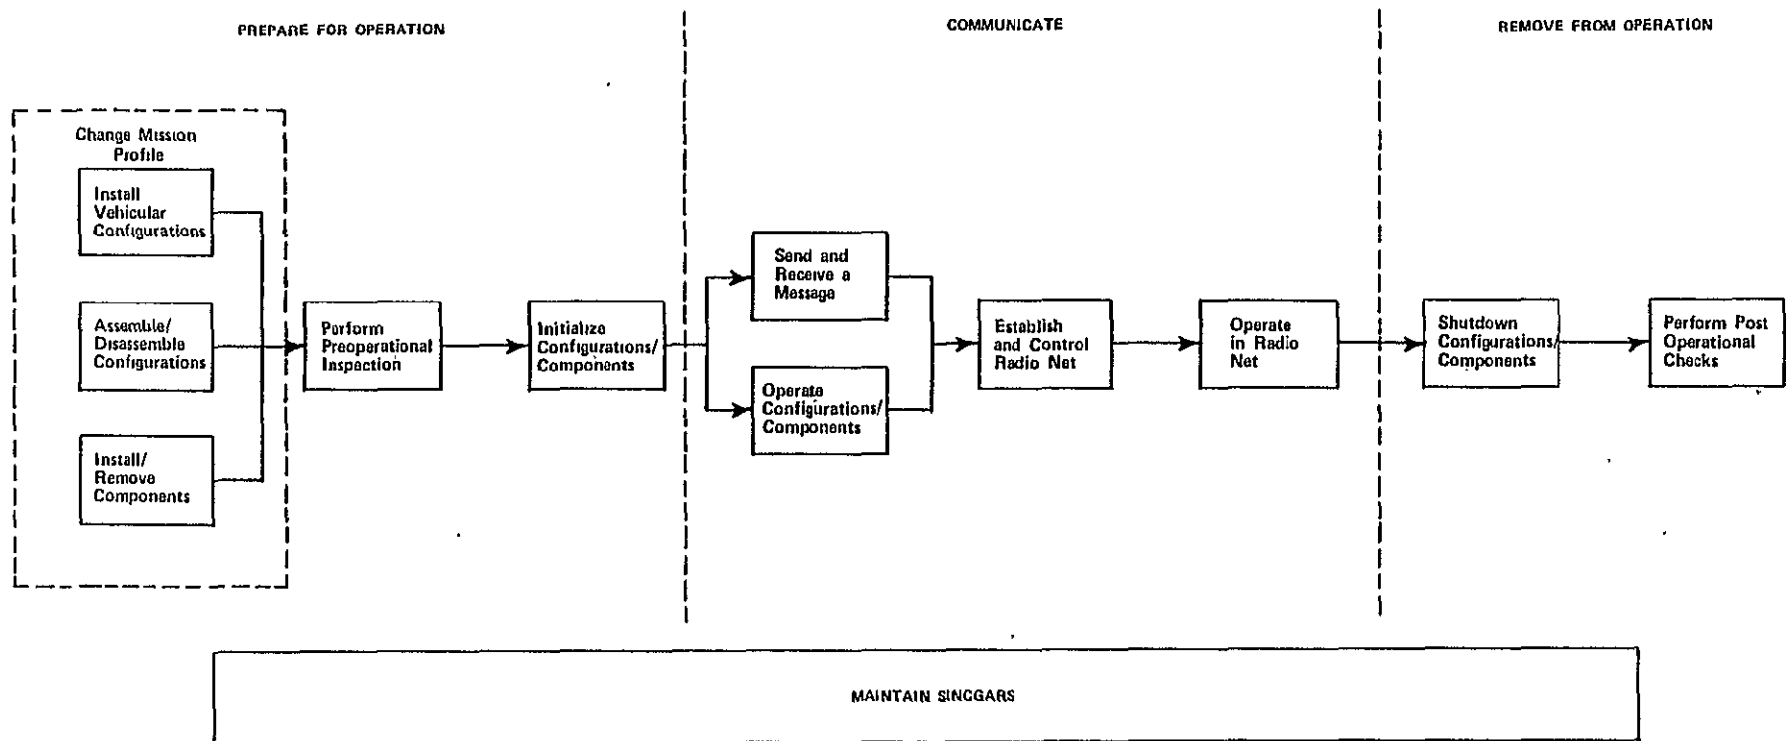 PREPARE FOR OPERATION
COMMUNICATE
REMOVE FROM OPERATION
Change Mission
Profile
Install
Vehicular
Configurations
Assemble/
Disassemble
Configurations
Install/
Remove
Components
Perform
Preoperational
Inspection
Initialize
Configurations/
Components
Send and
Receive a
Message
Operate
Configurations/
Components
Establish
and Control
Radio Net
Operate
in Radio
Net
Shutdown
Configurations/
Components
Perform Post
Operational
Checks
MAINTAIN SINCGARS